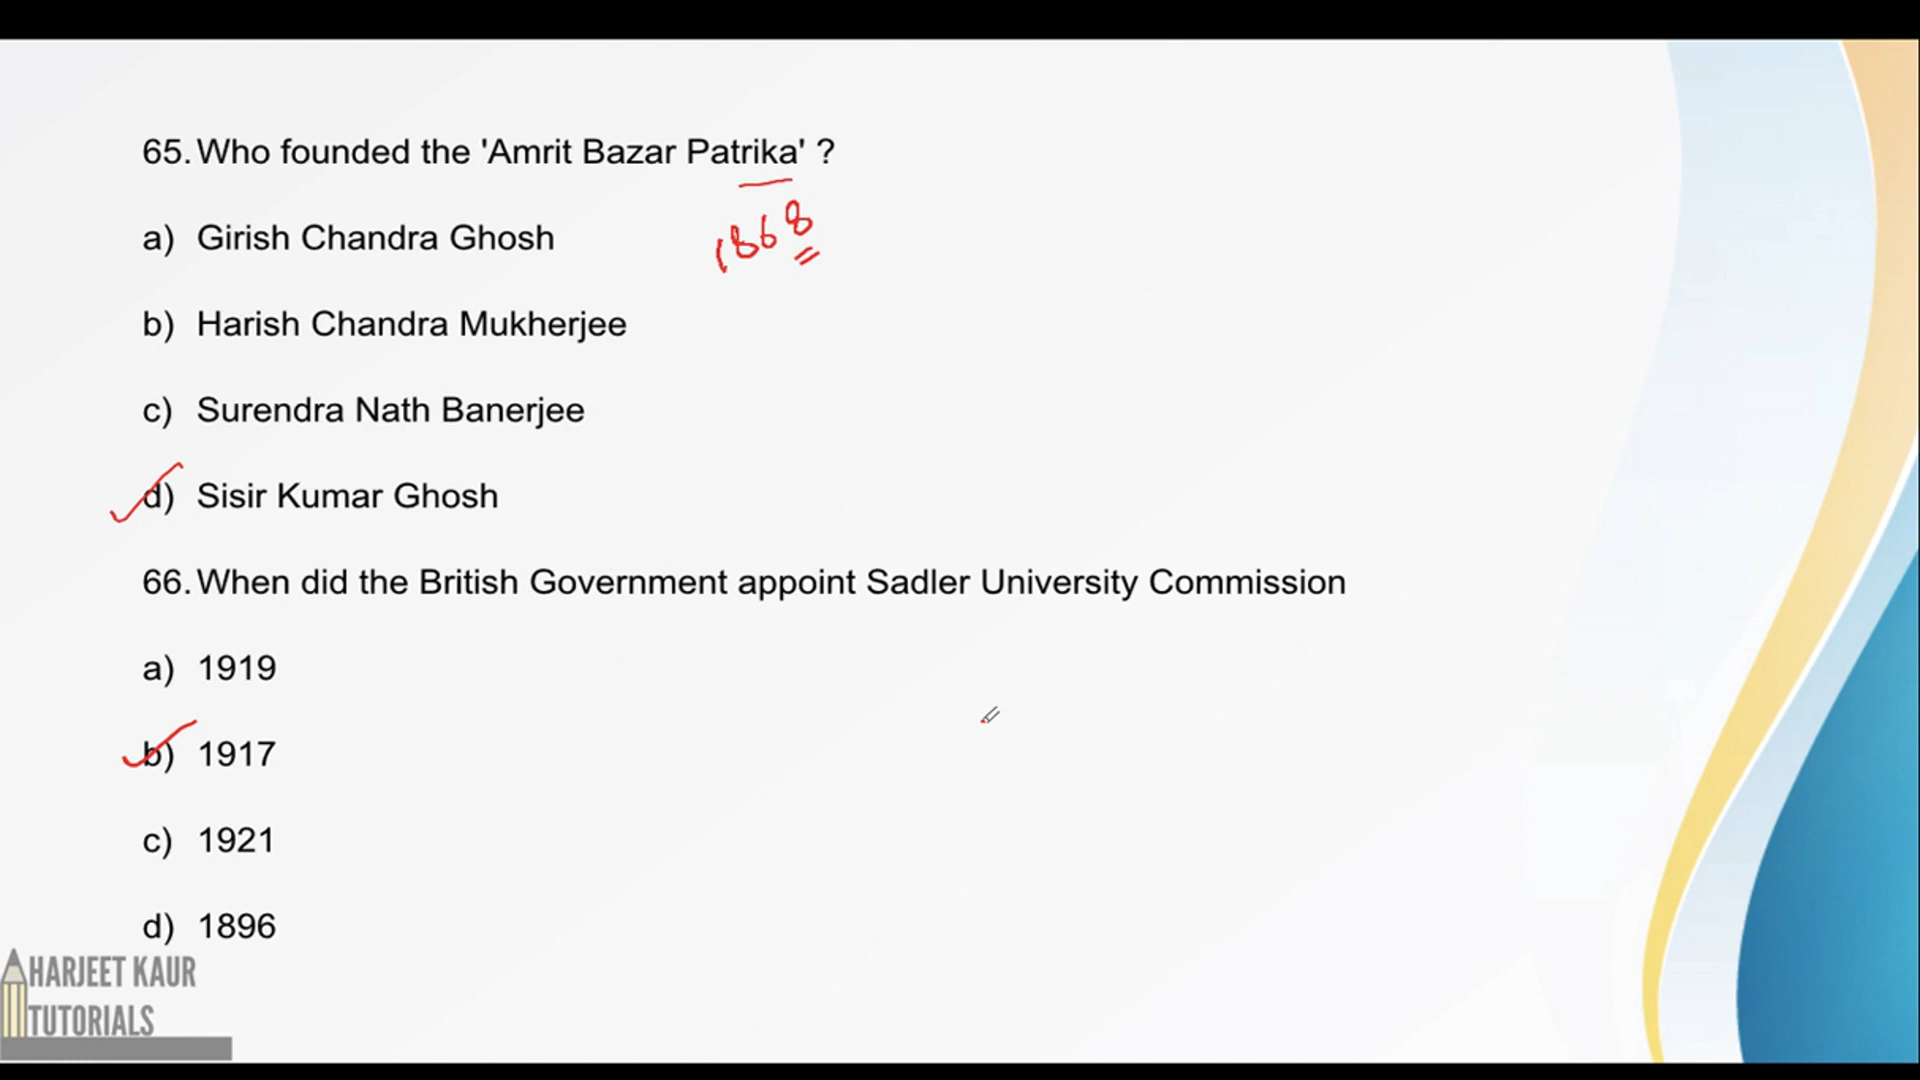 65. Who founded the 'Amrit Bazar Patrika' ?
1868
a) Girish Chandra Ghosh
b) Harish Chandra Mukherjee
c) Surendra Nath Banerjee
d) Sisir Kumar Ghosh
66. When did the British Government appoint Sadler University Commission
a) 1919
b) 1917
c) 1921
d) 1896
HARJEET KAUR
TUTORIALS